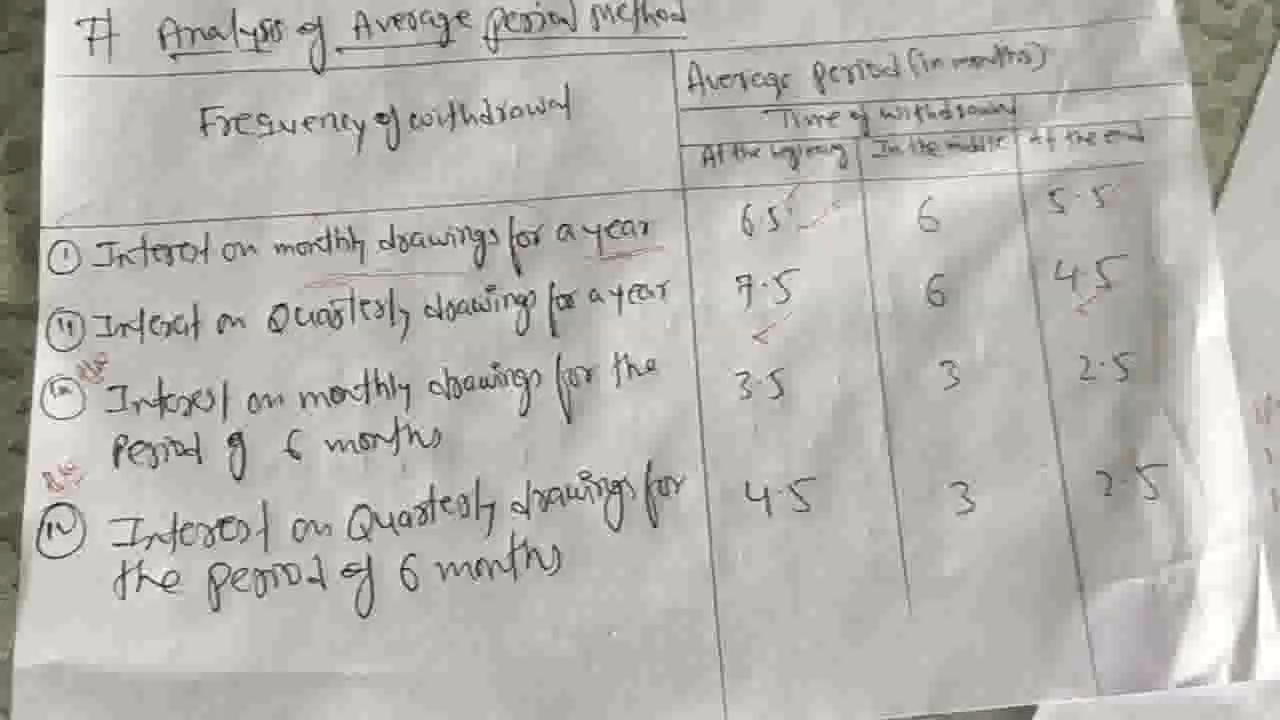 7) Analysis of Average period Method
Frequency of withdrawal
Average period (in months)
Time of withdrawal
At the beginning In the middle At the end
(i) Interest on monthly drawings for a year 6.5 6 5.5
(ii) Interest on Quarterly drawings for a year 7.5 6 4.5
(iii) Interest on monthly drawings for the 3.5 3 2.5
period of 6 months
(iv) Interest on Quarterly drawings for 4.5 3 2.5
the period of 6 months